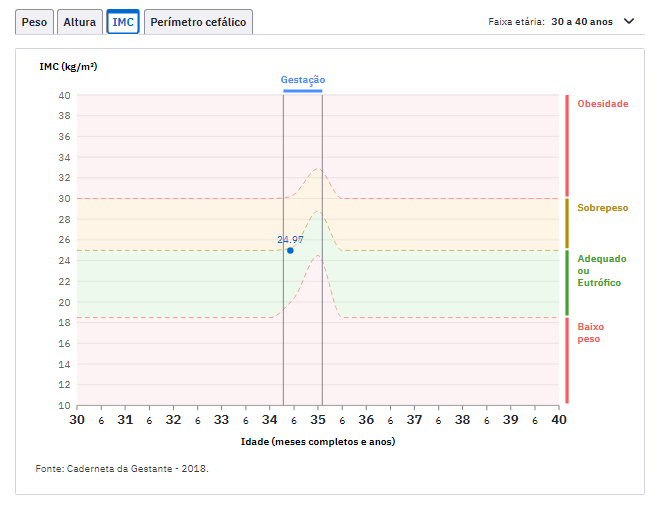 Peso Altura IMC Perímetro cefálico Faixa etária: 30 a 40 anos
IMC (kg/m²)
Gestação
40
38
36
34
32
30
28
26
24
22
20
18
16
14
12
10
24.97
Obesidade
Sobrepeso
Adequado
ou
Eutrófico
Baixo
peso
30 6 31 6 32 6 33 6 34 6 35 6 36 6 37 6 38 6 39 6 40
Idade (meses completos e anos)
Fonte: Caderneta da Gestante - 2018.